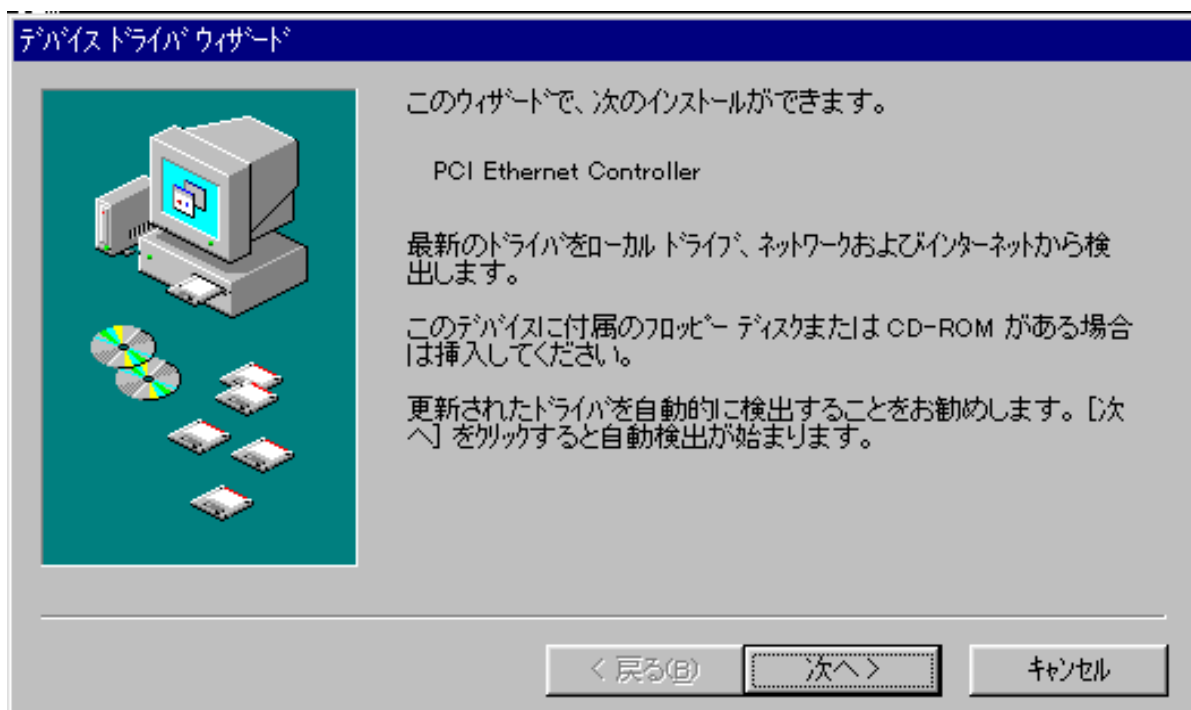 ﾃﾞﾊﾞｲｽ ﾄﾞﾗｲﾊﾞ ｳｨｻﾞｰﾄﾞ
このｳｨｻﾞｰﾄﾞで、次のｲﾝｽﾄｰﾙができます。
PCI Ethernet Controller
最新のﾄﾞﾗｲﾊﾞをﾛｰｶﾙ ﾄﾞﾗｲﾌﾞ、ﾈｯﾄﾜｰｸおよびｲﾝﾀｰﾈｯﾄから検
出します。
このﾃﾞﾊﾞｲｽに付属のﾌﾛｯﾋﾟｰ ﾃﾞｨｽｸまたは CD-ROM がある場合
は挿入してください。
更新されたﾄﾞﾗｲﾊﾞを自動的に検出することをお勧めします。[次
へ] をｸﾘｯｸすると自動検出が始まります。
< 戻る(B)
次へ >
ｷｬﾝｾﾙ